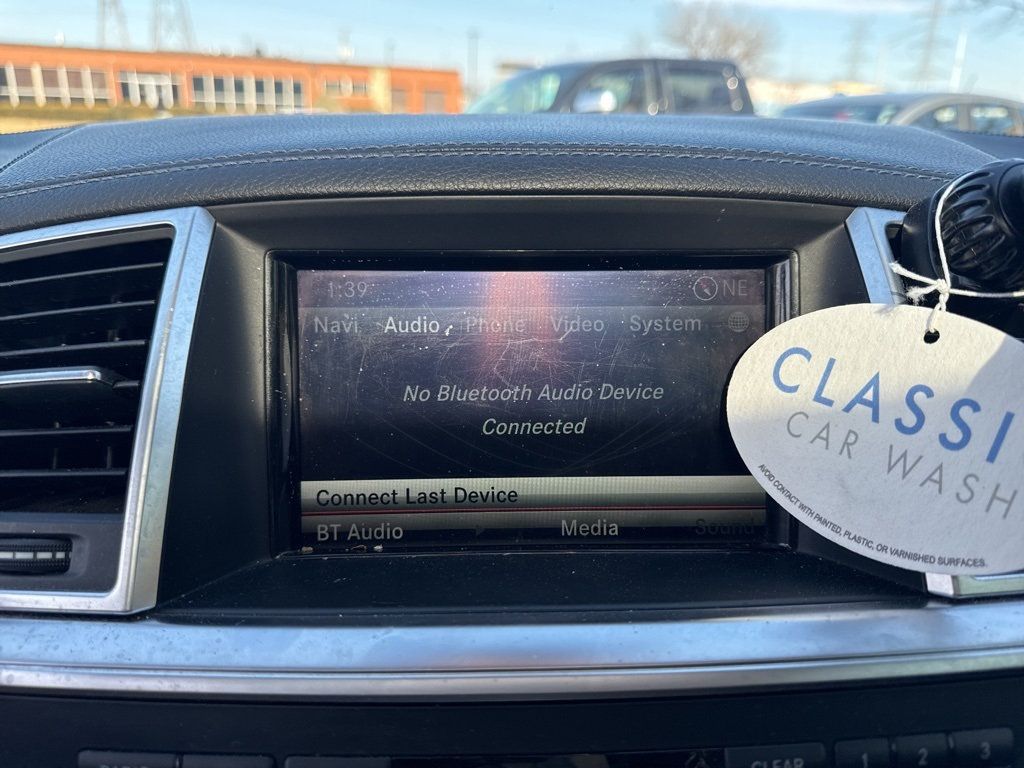 1:39 NE
Navi Audio Phone Video System
No Bluetooth Audio Device
Connected
Connect Last Device
BT Audio Media Sound
CLASSI
CAR WASH
AVOID CONTACT WITH PAINTED, PLASTIC, OR VARNISHED SURFACES.
CLEAR 1 2 3